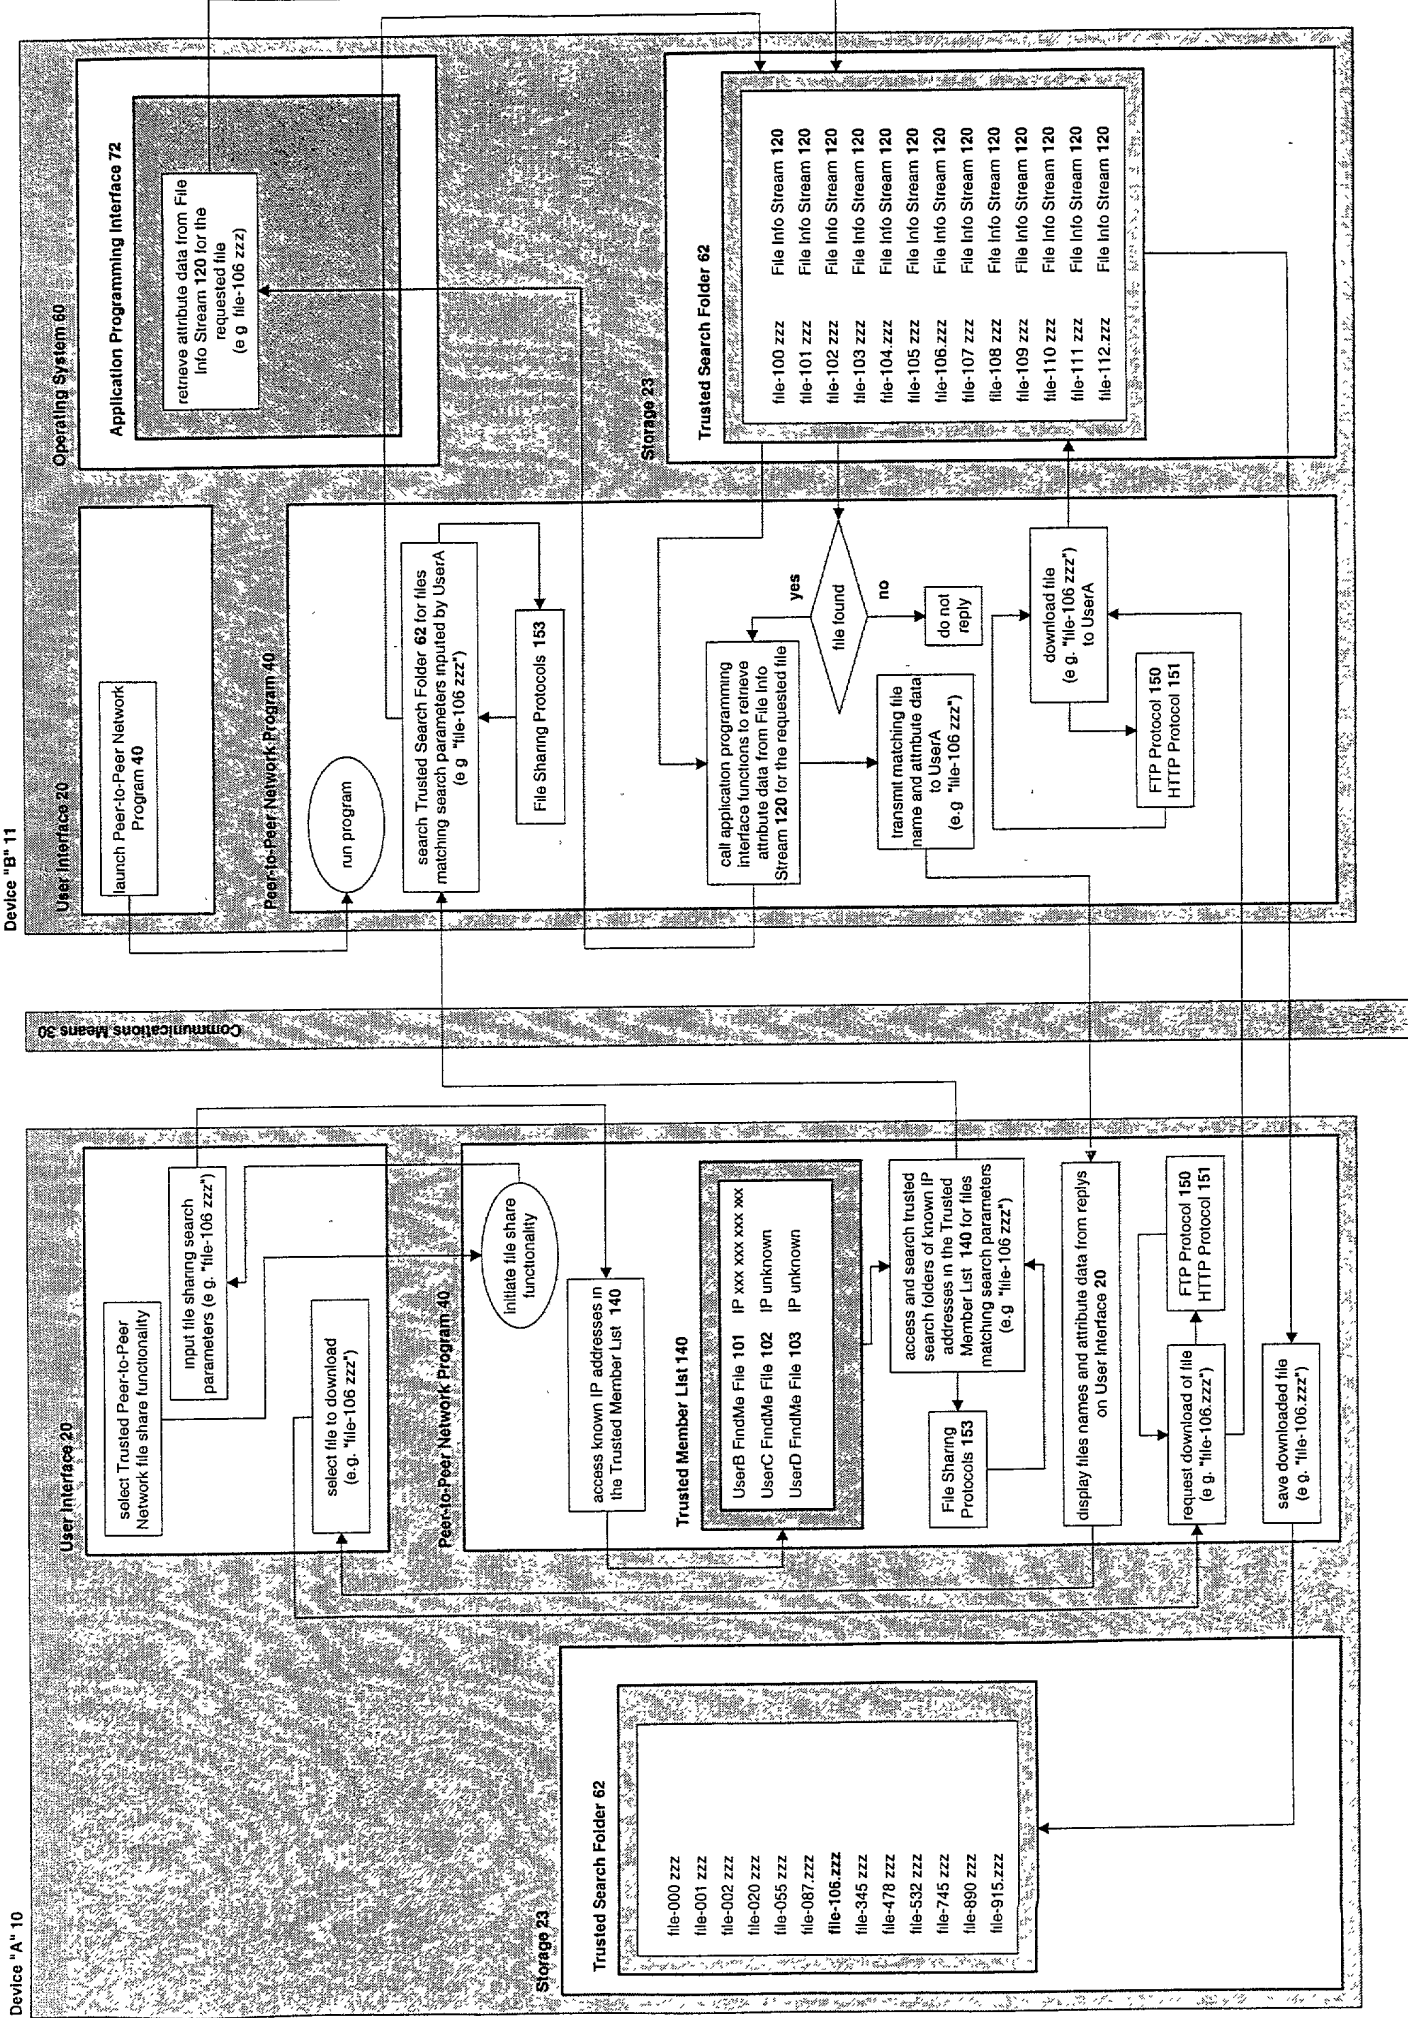 Device "A" 10
User Interface 20
select Trusted Peer-to-Peer
Network file share functionality
input file sharing search
parameters (e g. "file-106 zzz")
select file to download
(e.g. "file-106 zzz")
Peer-to-Peer Network Program 40
initiate file share
functionality
access known IP addresses in
the Trusted Member List 140
Trusted Member List 140
UserB FindMe File 101 IP xxx xxx xxx xxx
UserC FindMe File 102 IP unknown
UserD FindMe File 103 IP unknown
access and search trusted
search folders of known IP
addresses in the Trusted
Member List 140 for files
matching search parameters
(e.g "file-106 zzz")
File Sharing
Protocols 153
display files names and attribute data from replys
on User Interface 20
request download of file
(e g. "file-106.zzz")
FTP Protocol 150
HTTP Protocol 151
save downloaded file
(e g. "file-106.zzz")
Storage 23
Trusted Search Folder 62
file-000 zzz
file-001 zzz
file-002 zzz
file-020 zzz
file-055 zzz
file-087.zzz
file-106.zzz
file-345 zzz
file-478 zzz
file-532 zzz
file-745 zzz
file-890 zzz
file-915.zzz
Communications Means 30
Device "B" 11
User Interface 20
launch Peer-to-Peer Network
Program 40
Peer-to-Peer Network Program 40
run program
search Trusted Search Folder 62 for files
matching search parameters inputed by UserA
(e g "file-106 zzz")
File Sharing Protocols 153
call application programming
interface functions to retrieve
attribute data from File Info
Stream 120 for the requested file
yes
file found
no
do not
reply
transmit matching file
name and attribute data
to UserA
(e.g "file-106 zzz")
download file
(e g. "file-106 zzz")
to UserA
FTP Protocol 150
HTTP Protocol 151
Operating System 60
Application Programming Interface 72
retrieve attribute data from File
Info Stream 120 for the
requested file
(e g file-106 zzz)
Storage 23
Trusted Search Folder 62
file-100 zzz File Info Stream 120
file-101 zzz File Info Stream 120
file-102 zzz File Info Stream 120
file-103 zzz File Info Stream 120
file-104.zzz File Info Stream 120
file-105 zzz File Info Stream 120
file-106.zzz File Info Stream 120
file-107 zzz File Info Stream 120
file-108 zzz File Info Stream 120
file-109 zzz File Info Stream 120
file-110 zzz File Info Stream 120
file-111 zzz File Info Stream 120
file-112.zzz File Info Stream 120